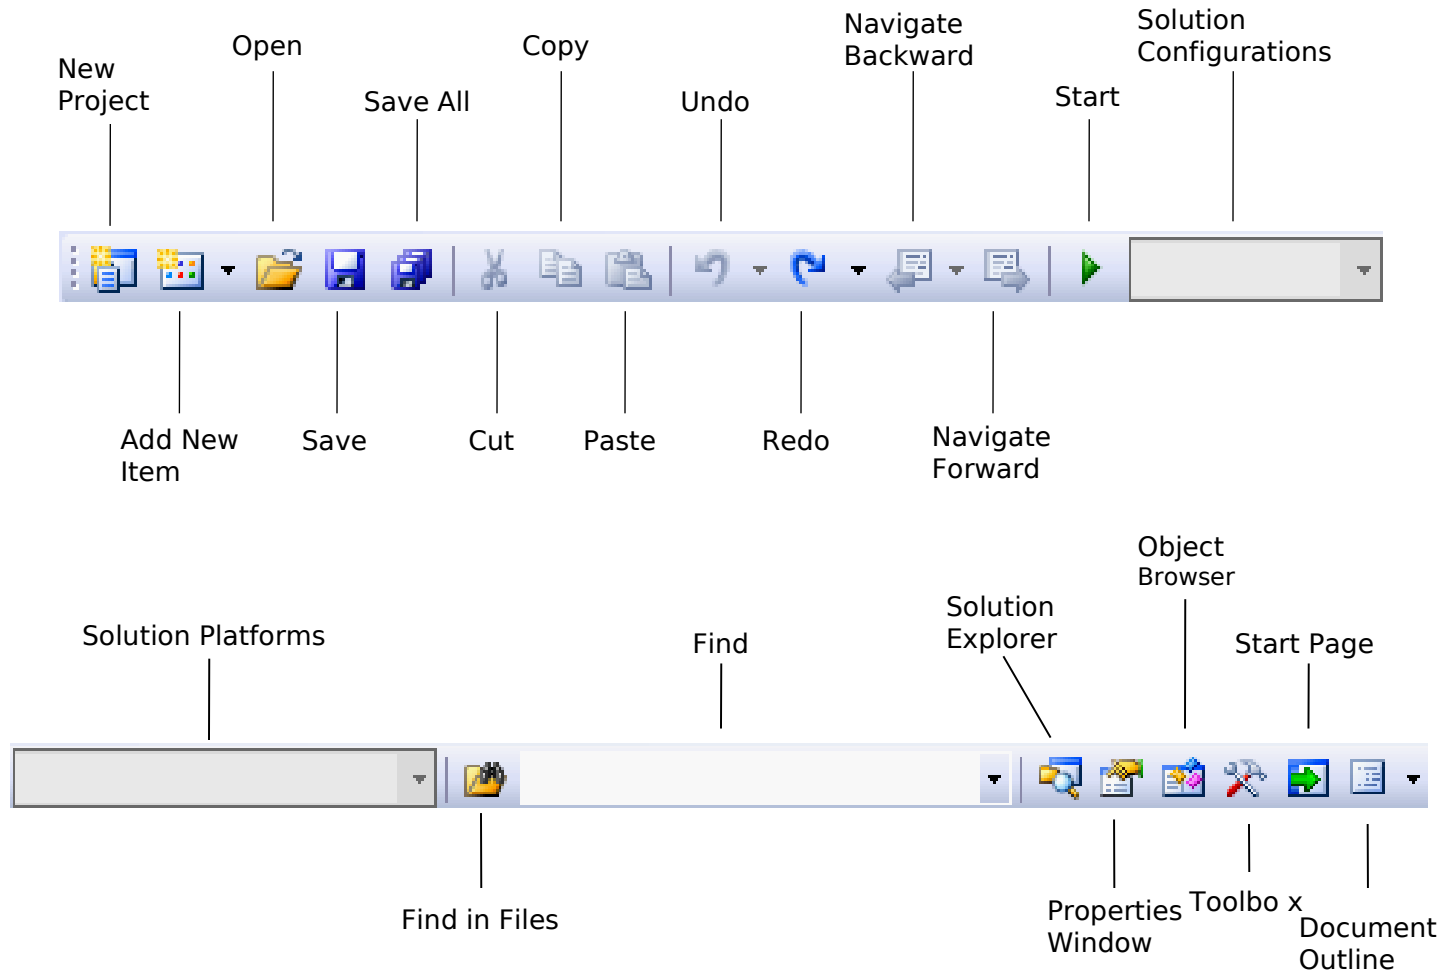 New
Project
Open
Save All
Copy
Undo
Navigate
Backward
Start
Solution
Configurations
Add New
Item
Save
Cut
Paste
Redo
Navigate
Forward
Solution Platforms
Find
Solution
Explorer
Object
Browser
Start Page
Find in Files
Properties
Window
Toolbo x
Document
Outline